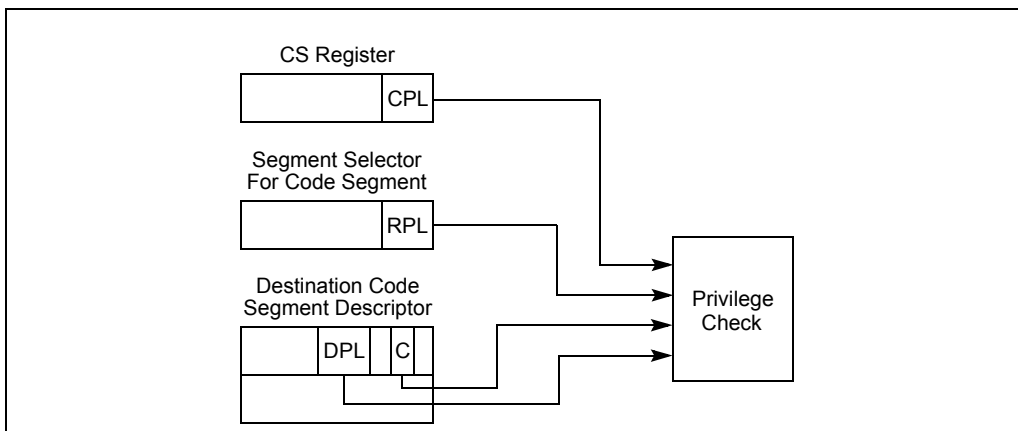 CS Register
CPL
Segment Selector
For Code Segment
RPL
Destination Code
Segment Descriptor
DPL
C
Privilege
Check